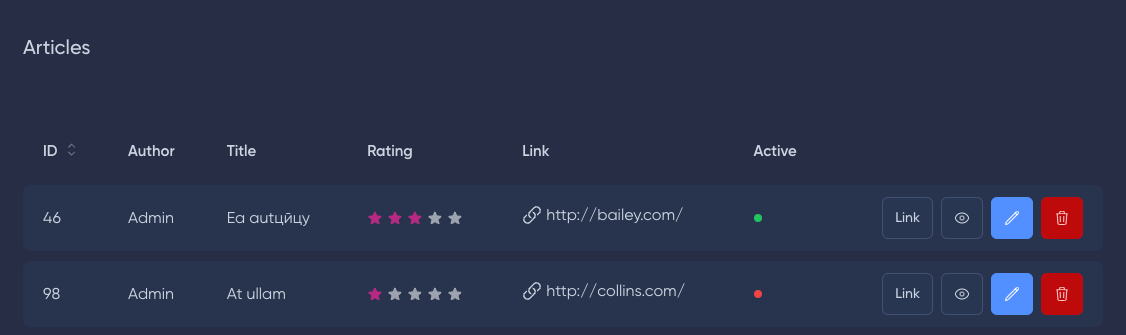 Articles
ID Author Title Rating Link Active
46 Admin Ea autцйцу http://bailey.com/ Link
98 Admin At ullam http://collins.com/ Link